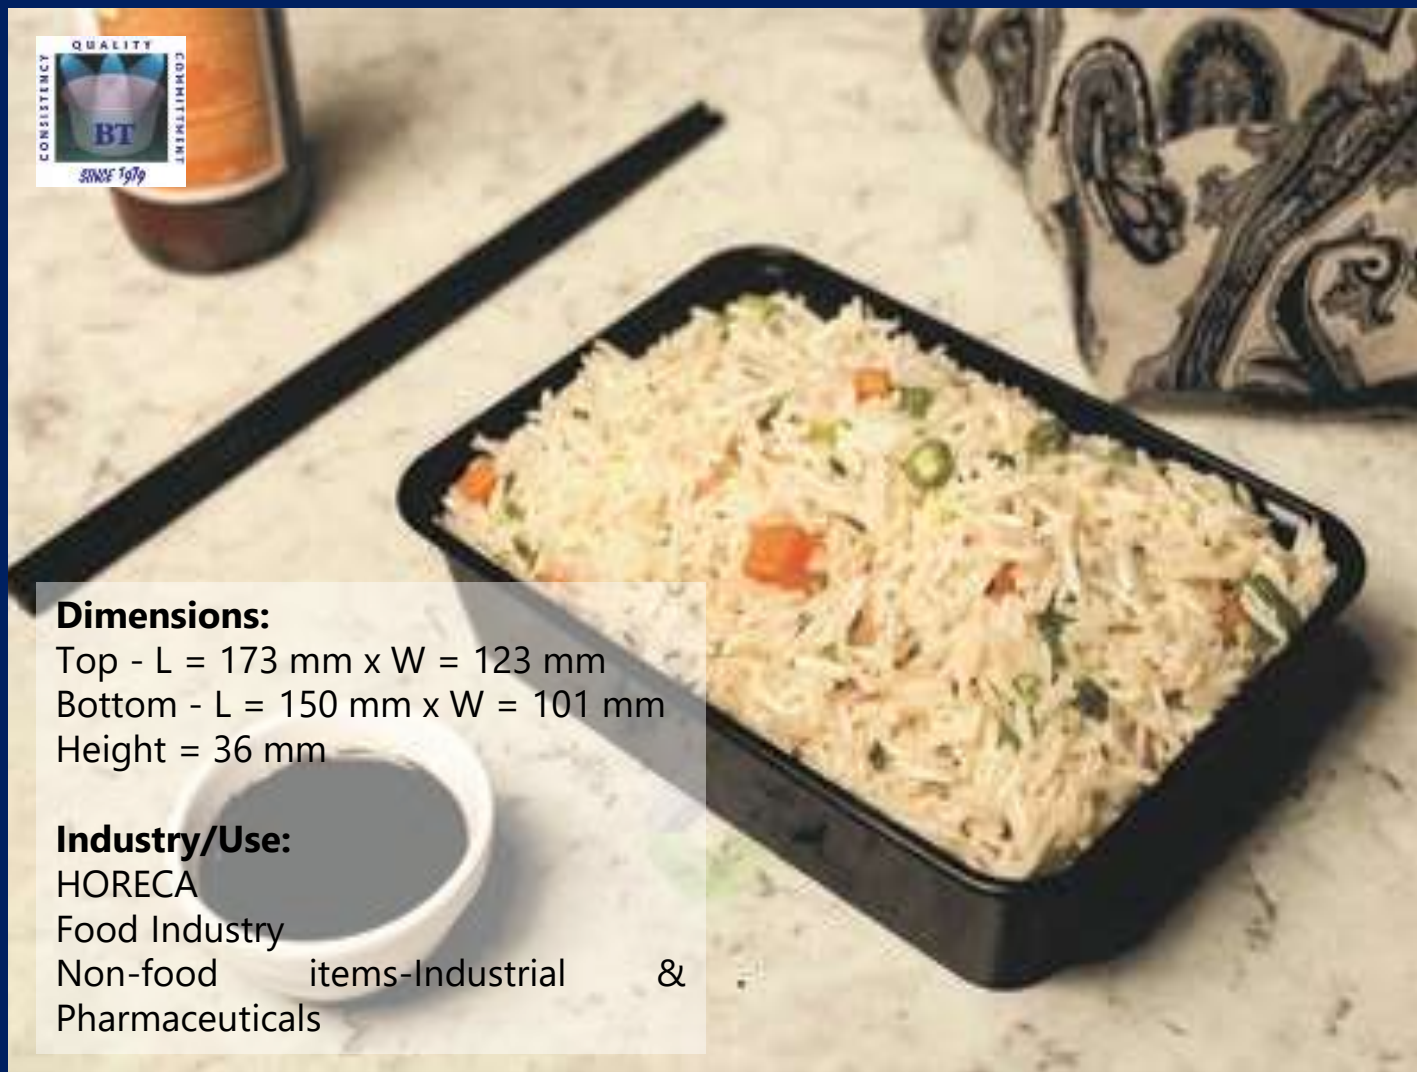 QUALITY
CONSISTENCY
COMMITTMENT
BT
SINCE 1979
Dimensions:
Top - L = 173 mm x W = 123 mm
Bottom - L = 150 mm x W = 101 mm
Height = 36 mm
Industry/Use:
HORECA
Food Industry
Non-food items-Industrial &
Pharmaceuticals